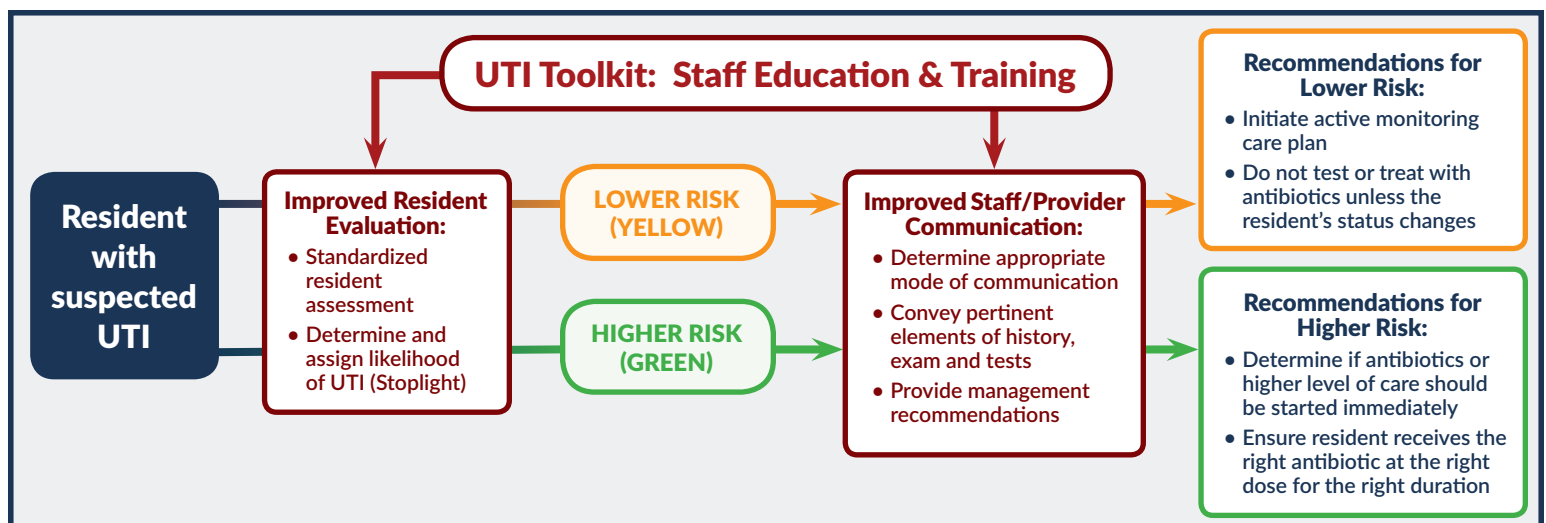 UTI Toolkit:  Staff Education & Training
Resident
with
suspected
UTI
Improved Resident
Evaluation:
• Standardized
resident
assessment
• Determine and
assign likelihood
of UTI (Stoplight)
LOWER RISK
(YELLOW)
HIGHER RISK
(GREEN)
Improved Staff/Provider
Communication:
• Determine appropriate
mode of communication
• Convey pertinent
elements of history,
exam and tests
• Provide management
recommendations
Recommendations for
Lower Risk:
• Initiate active monitoring
care plan
• Do not test or treat with
antibiotics unless the
resident’s status changes
Recommendations for
Higher Risk:
• Determine if antibiotics or
higher level of care should
be started immediately
• Ensure resident receives the
right antibiotic at the right
dose for the right duration